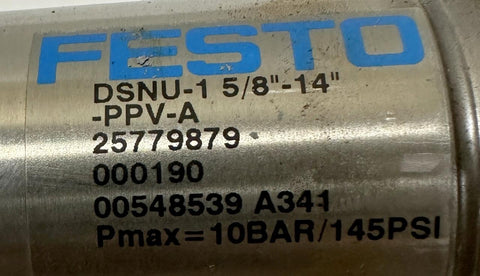 FESTO
DSNU-1 5/8"-14"
-PPV-A
25779879
000190
00548539 A341
Pmax=10BAR/145PSI